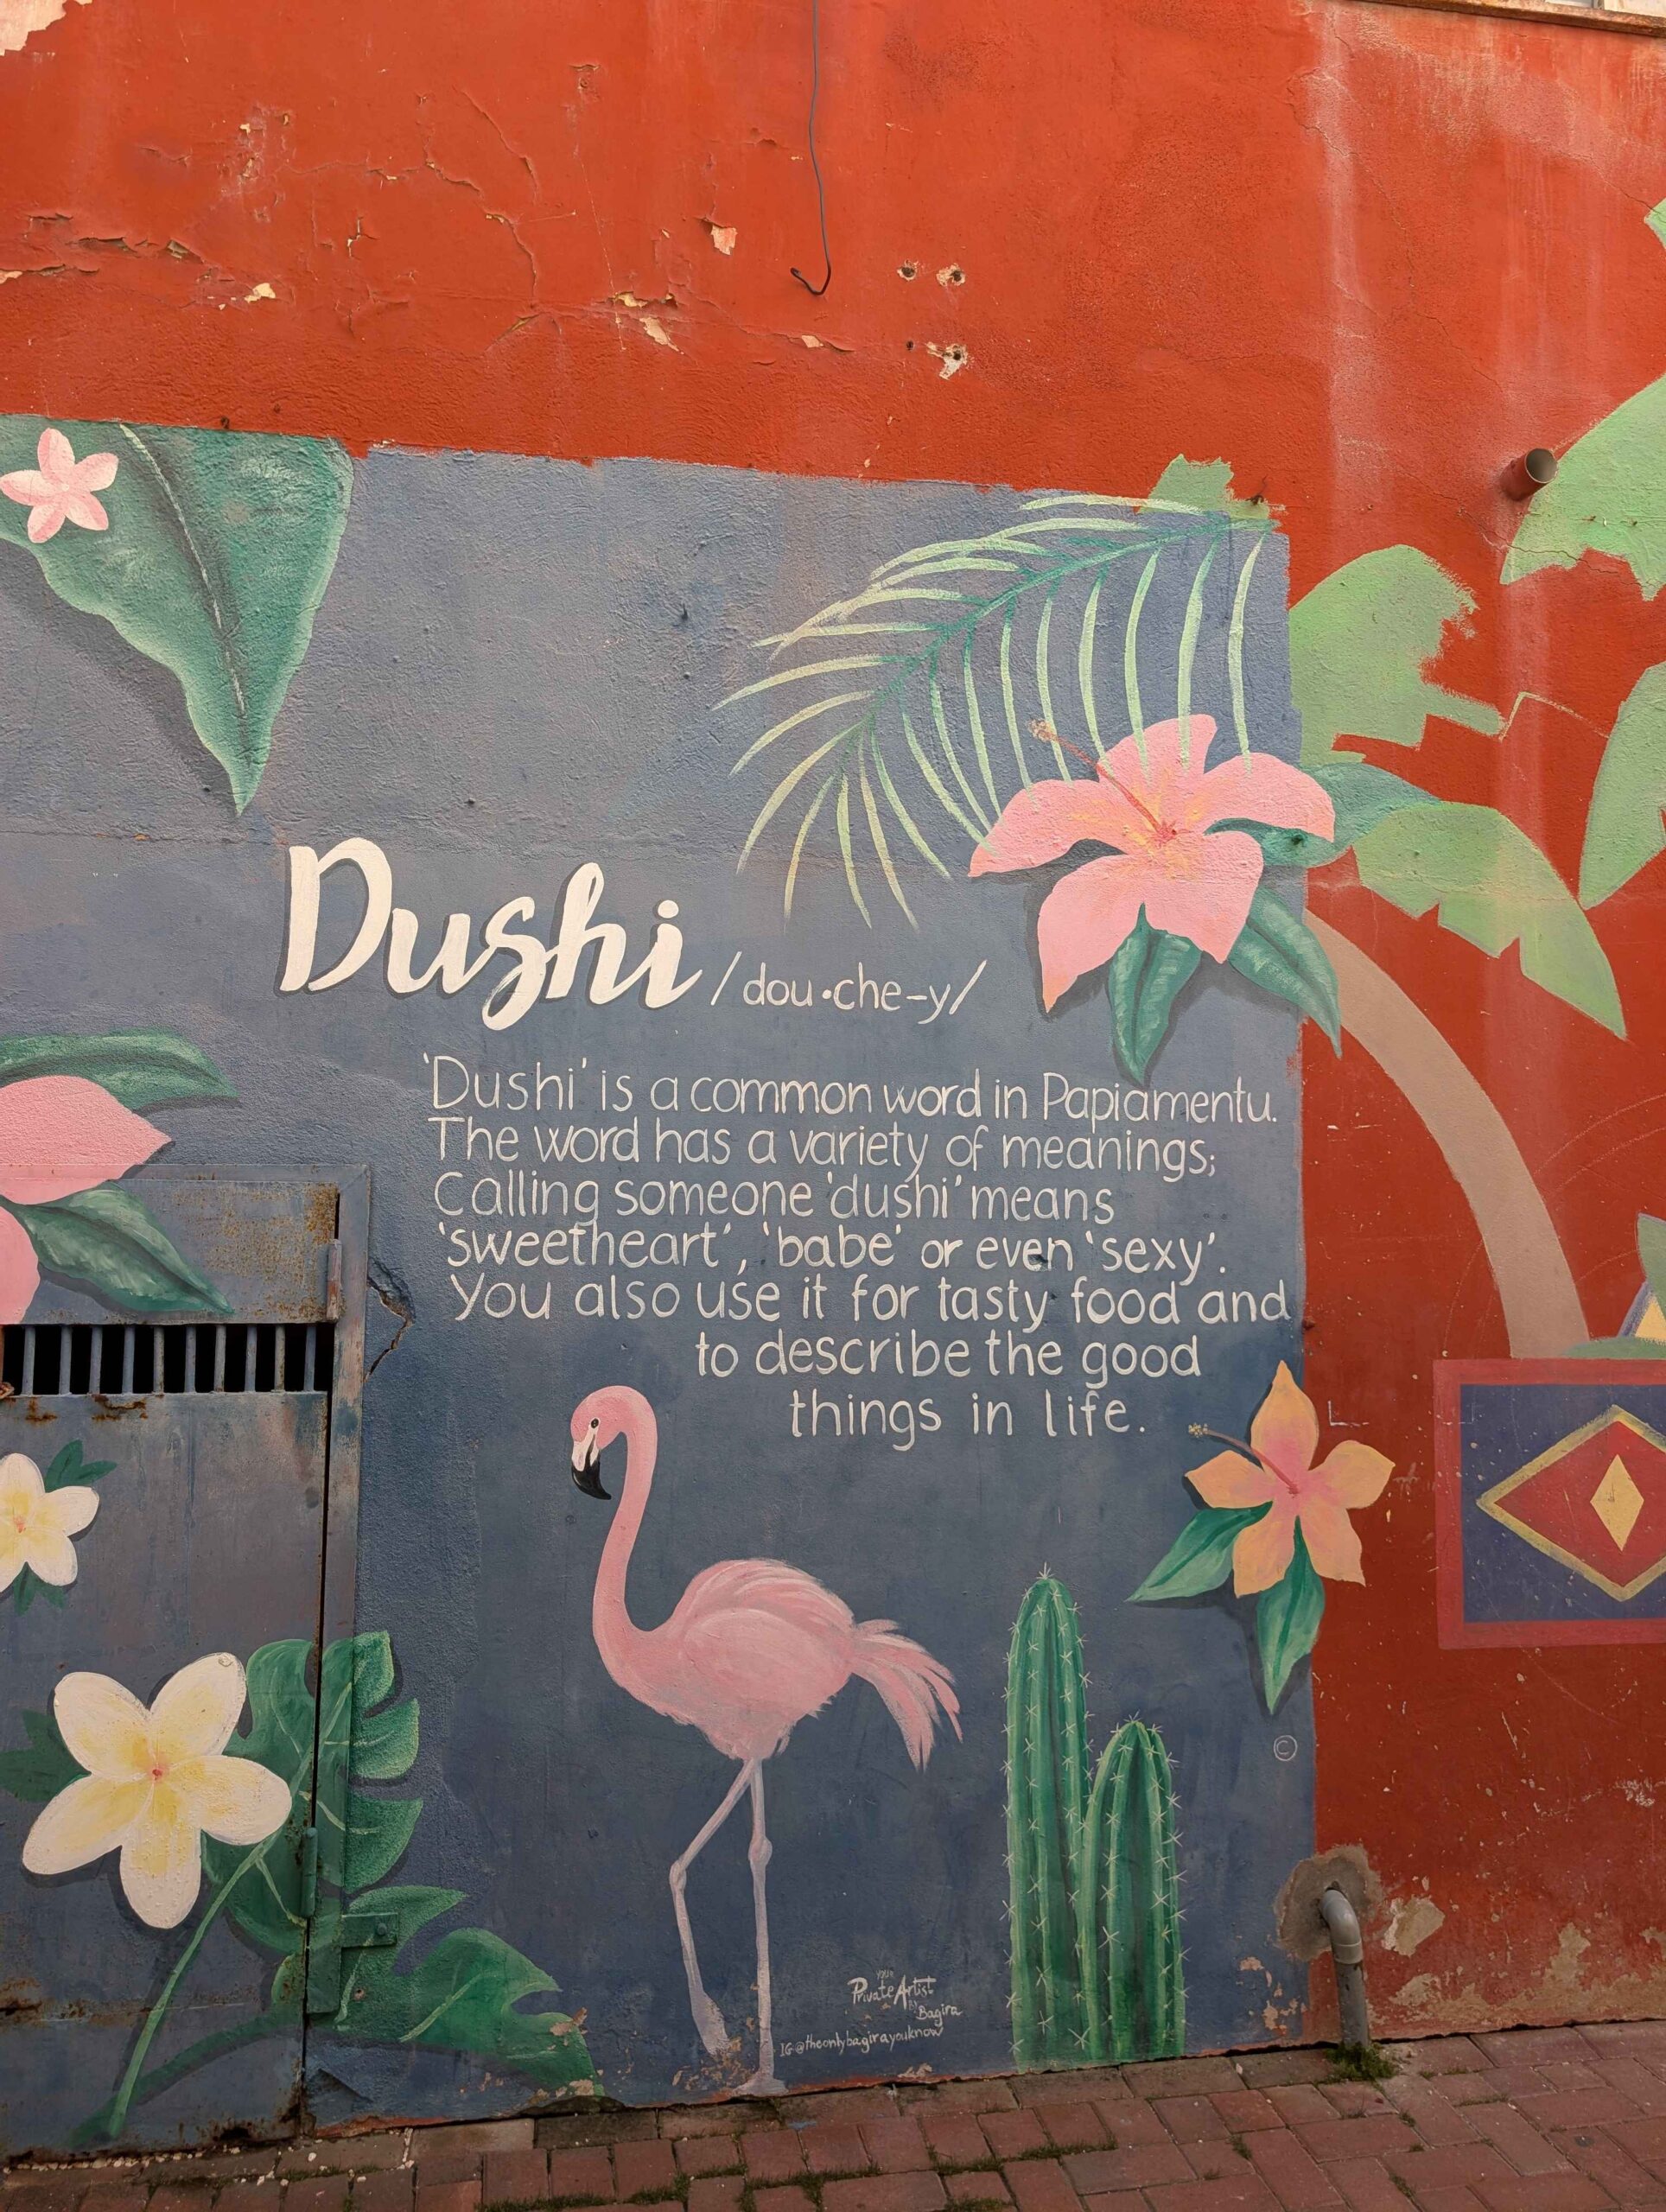 Dushi /dou•che-y/
'Dushi' is a common word in Papiamentu.
The word has a variety of meanings;
Calling someone 'dushi' means
'sweetheart', 'babe' or even 'sexy'.
You also use it for tasty food and
to describe the good
things in life.
©
your
Private Artist
by
Bagira
IG @theonlybagirayouknow